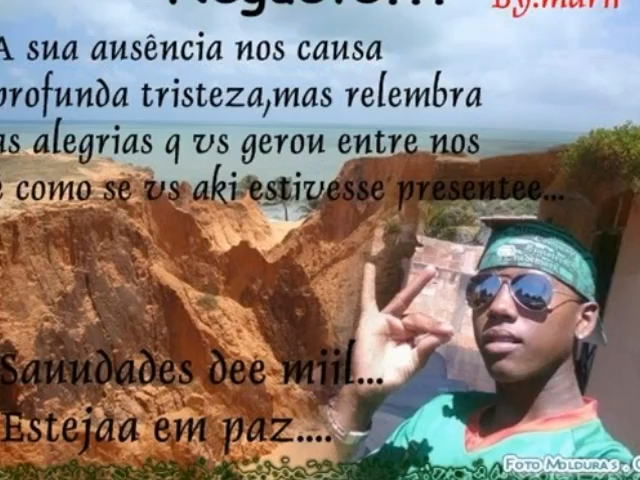 By:marii
A sua ausência nos causa
profunda tristeza,mas relembra
as alegrias q vs gerou entre nos
e como se vs aki estivesse presentee...
Sauudades dee miil...
Estejaa em paz....
FOTO MOLDURAS